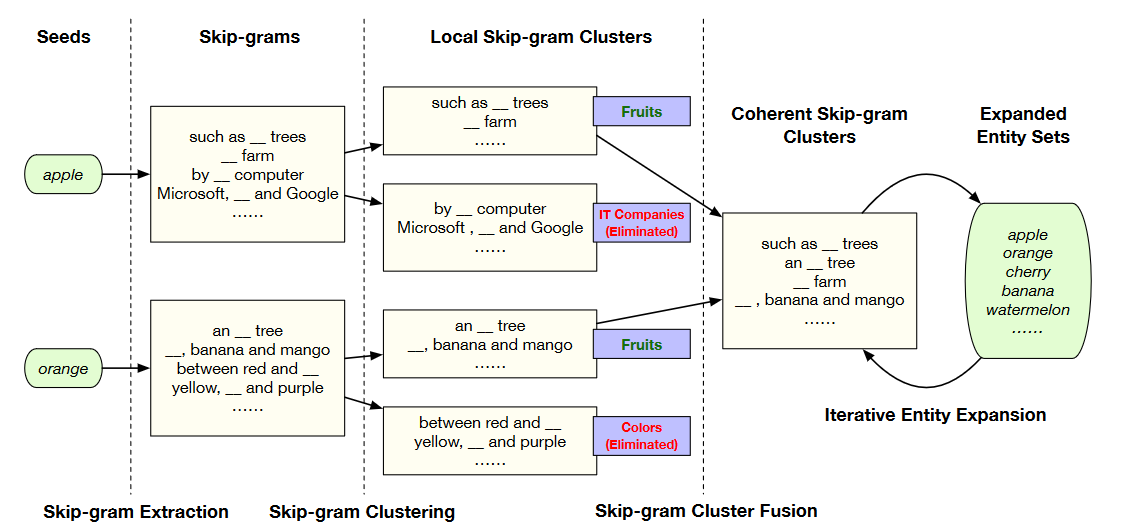 Seeds
Skip-grams
Local Skip-gram Clusters
Coherent Skip-gram
Clusters
Expanded
Entity Sets
apple
such as __ trees
__ farm
by __ computer
Microsoft, __ and Google
......
such as __ trees
__ farm
......
Fruits
by __ computer
Microsoft , __ and Google
......
IT Companies
(Eliminated)
orange
an __ tree
__, banana and mango
between red and __
yellow, __ and purple
......
an __ tree
__, banana and mango
......
Fruits
between red and __
yellow, __ and purple
......
Colors
(Eliminated)
such as __ trees
an __ tree
__ farm
__ , banana and mango
......
apple
orange
cherry
banana
watermelon
......
Iterative Entity Expansion
Skip-gram Extraction
Skip-gram Clustering
Skip-gram Cluster Fusion